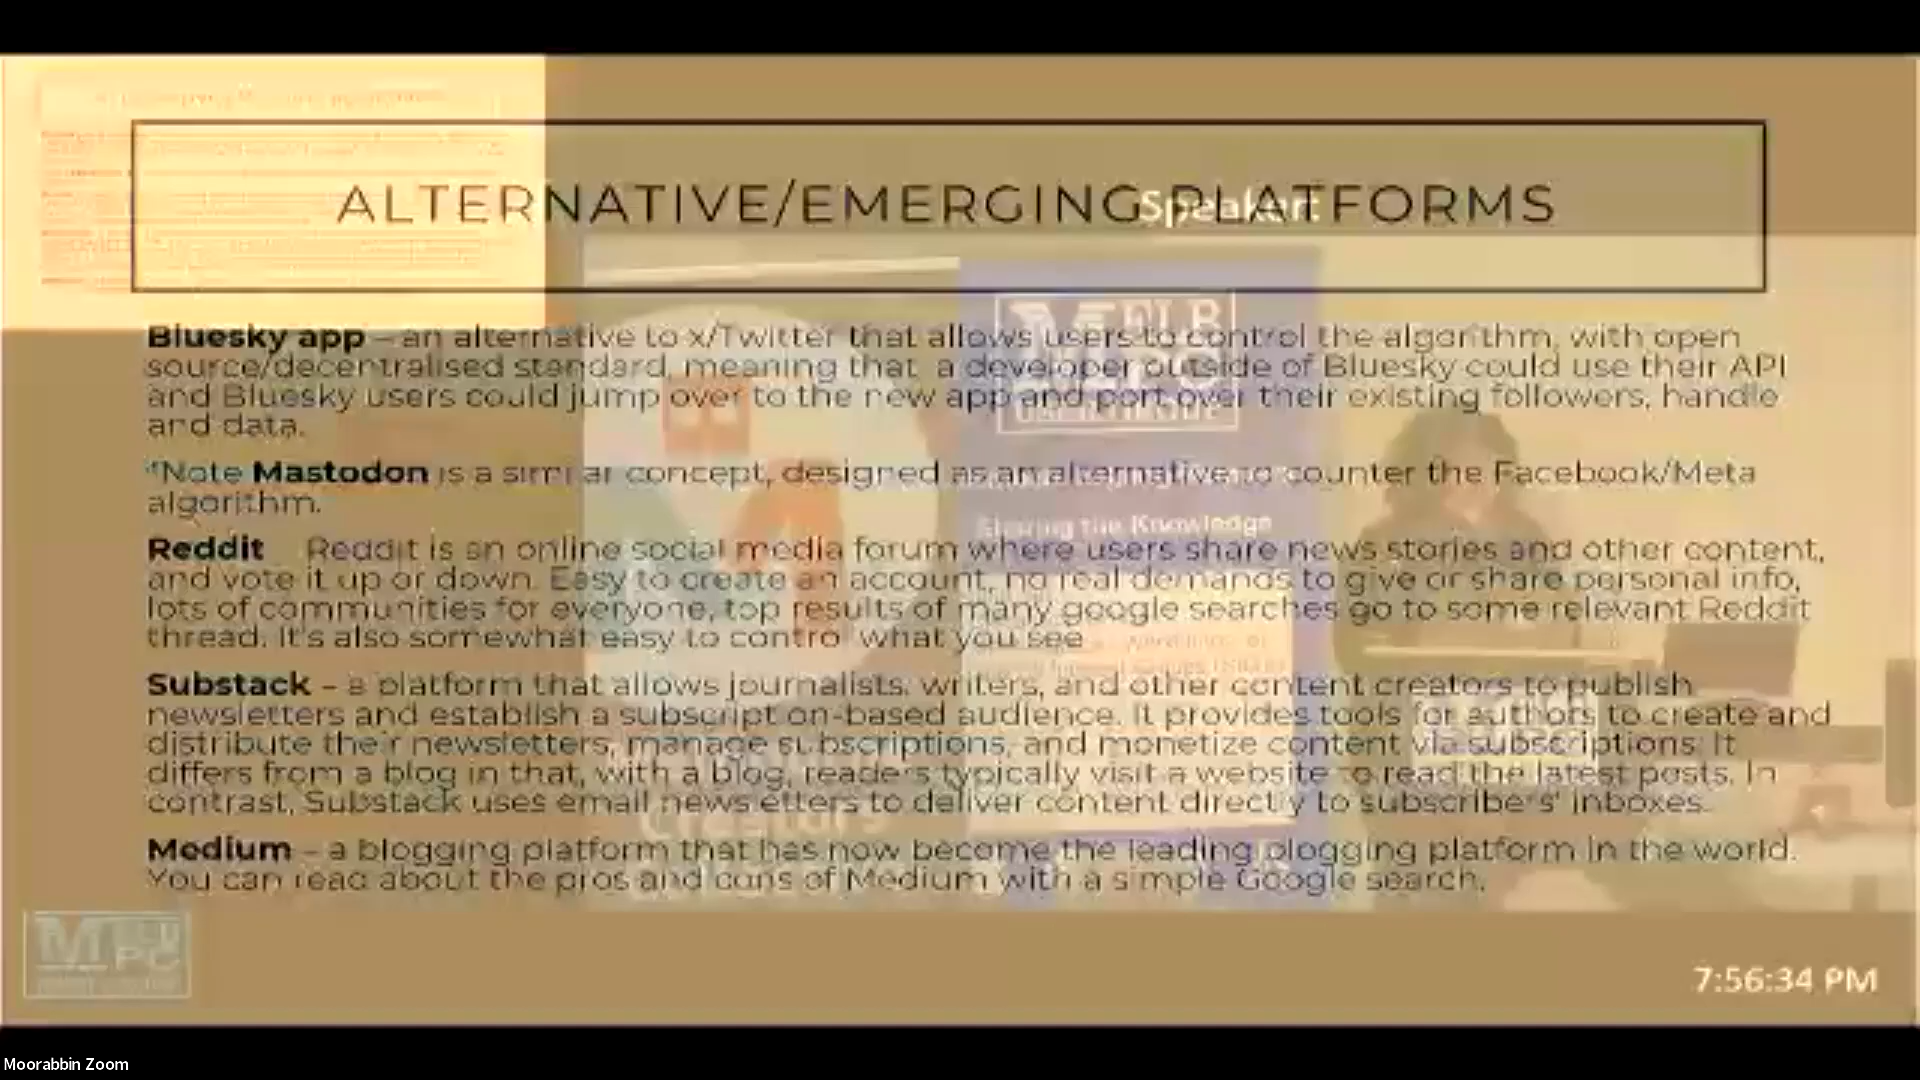 ALTERNATIVE/EMERGING PLATFORMS
Speaker:
Bluesky app – an alternative to x/Twitter that allows users to control the algorithm, with open
source/decentralised standard, meaning that a developer outside of Bluesky could use their API
and Bluesky users could jump over to the new app and port over their existing followers, handle
and data.
*Note Mastodon is a similar concept, designed as an alternative to counter the Facebook/Meta
algorithm.
Reddit – Reddit is an online social media forum where users share news stories and other content,
and vote it up or down. Easy to create an account, no real demands to give or share personal info,
lots of communities for everyone, top results of many google searches go to some relevant Reddit
thread. It's also somewhat easy to control what you see
Substack – a platform that allows journalists, writers, and other content creators to publish
newsletters and establish a subscription-based audience. It provides tools for authors to create and
distribute their newsletters, manage subscriptions, and monetize content via subscriptions. It
differs from a blog in that, with a blog, readers typically visit a website to read the latest posts. In
contrast, Substack uses email newsletters to deliver content directly to subscribers' inboxes.
Medium – a blogging platform that has now become the leading blogging platform in the world.
You can read about the pros and cons of Medium with a simple Google search.
MELB
PC
Sharing the Knowledge
Creators
MELB
PC
7:56:34 PM
Moorabbin Zoom